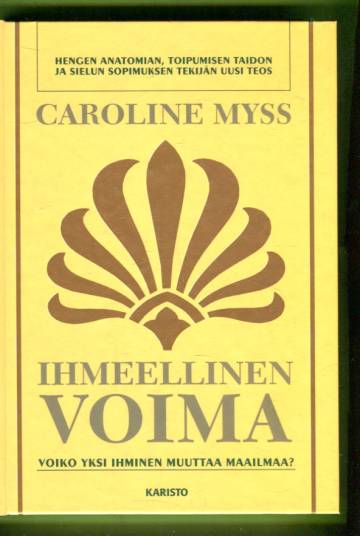 HENGEN ANATOMIAN, TOIPUMISEN TAIDON
JA SIELUN SOPIMUKSEN TEKIJÄN UUSI TEOS
CAROLINE MYSS
IHMEELLINEN
VOIMA
VOIKO YKSI IHMINEN MUUTTAA MAAILMAA?
KARISTO